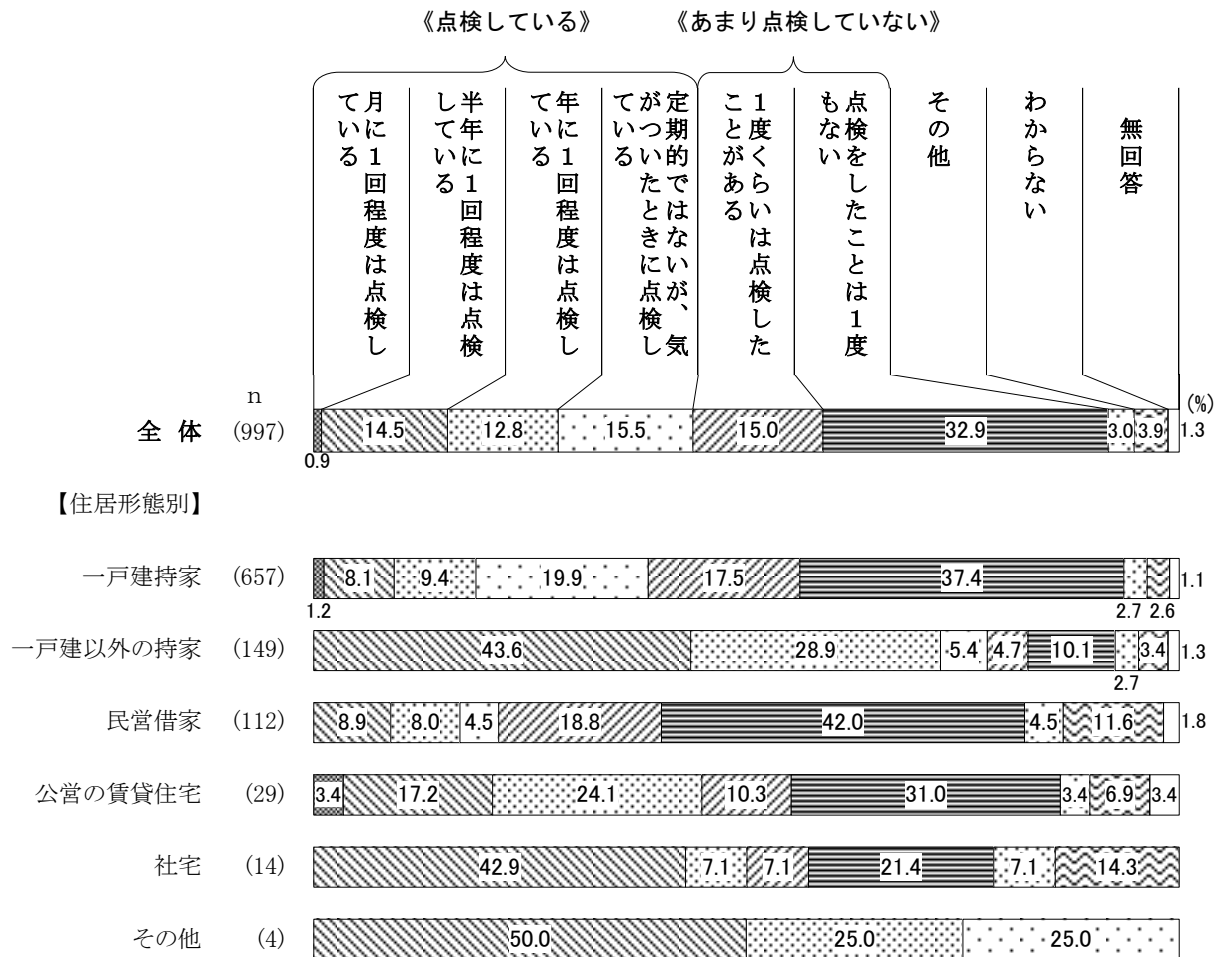 《点検している》 《あまり点検していない》
月に１回程度は点検し
ている
半年に１回程度は点検
している
年に１回程度は点検し
ている
定期的ではないが、気
がついたときに点検し
ている
１度くらいは点検した
ことがある
点検をしたことは１度
もない
その他
わからない
無回答
n
(%)
全 体 (997) 14.5 12.8 15.5 15.0 32.9 3.0 3.9 1.3
0.9
【住居形態別】
一戸建持家 (657) 8.1 9.4 19.9 17.5 37.4 1.1
1.2 2.7 2.6
一戸建以外の持家 (149) 43.6 28.9 5.4 4.7 10.1 3.4 1.3
2.7
民営借家 (112) 8.9 8.0 4.5 18.8 42.0 4.5 11.6 1.8
公営の賃貸住宅 (29) 3.4 17.2 24.1 10.3 31.0 3.4 6.9 3.4
社宅 (14) 42.9 7.1 7.1 21.4 7.1 14.3
その他 (4) 50.0 25.0 25.0